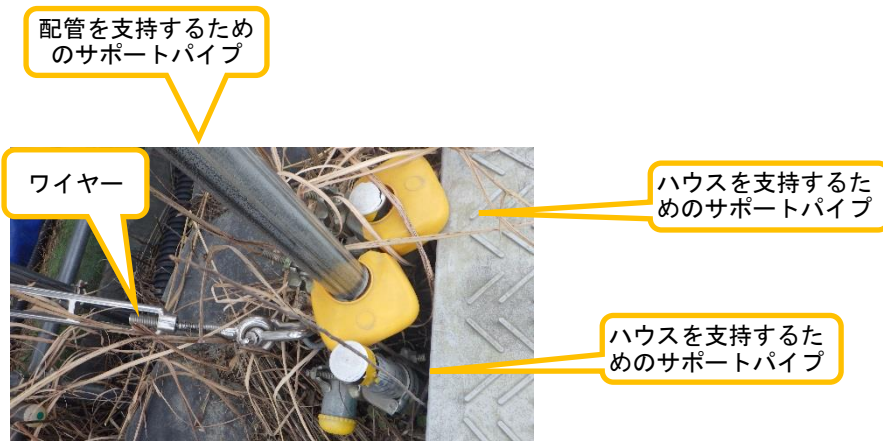 配管を支持するため
のサポートパイプ
ワイヤー
ハウスを支持するた
めのサポートパイプ
ハウスを支持するた
めのサポートパイプ